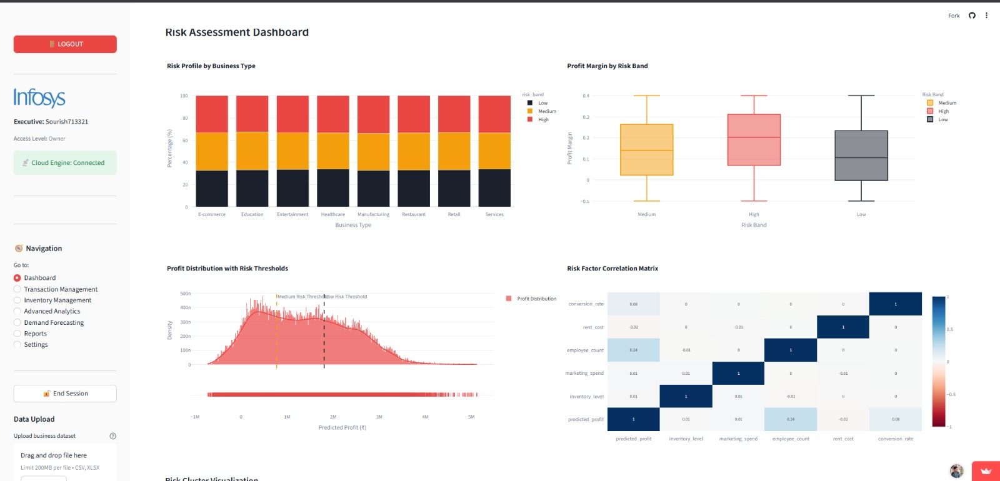 Fork
LOGOUT
Infosys
Executive: Sourish713321
Access Level: Owner
Cloud Engine: Connected
Navigation
Go to:
Dashboard
Transaction Management
Inventory Management
Advanced Analytics
Demand Forecasting
Reports
Settings
End Session
Data Upload
Upload business dataset
Drag and drop file here
Limit 200MB per file • CSV, XLSX
Risk Assessment Dashboard
Risk Profile by Business Type
100
80
60
40
20
0
Percentage (%)
E-commerce Education Entertainment Healthcare Manufacturing Restaurant Retail Services
Business Type
risk_band
Low
Medium
High
Profit Margin by Risk Band
0.4
0.3
0.2
0.1
0
−0.1
Profit Margin
Medium High Low
Risk Band
Risk Band
Medium
High
Low
Profit Distribution with Risk Thresholds
500n
400n
300n
200n
100n
0
Density
Medium Risk Threshold
Low Risk Threshold
−1M 0 1M 2M 3M 4M 5M
Predicted Profit (₹)
Profit Distribution
Risk Factor Correlation Matrix
conversion_rate 0.08 0 0 0 0 1
rent_cost -0.02 0 -0.01 0 1 0
employee_count 0.24 -0.01 0 1 0 0
marketing_spend 0.01 0.01 1 0 -0.01 0
inventory_level 0.01 1 0.01 -0.01 0 0
predicted_profit 1 0.01 0.01 0.24 -0.02 0.08
predicted_profit inventory_level marketing_spend employee_count rent_cost conversion_rate
1
0.5
0
−0.5
−1
Risk Cluster Visualization